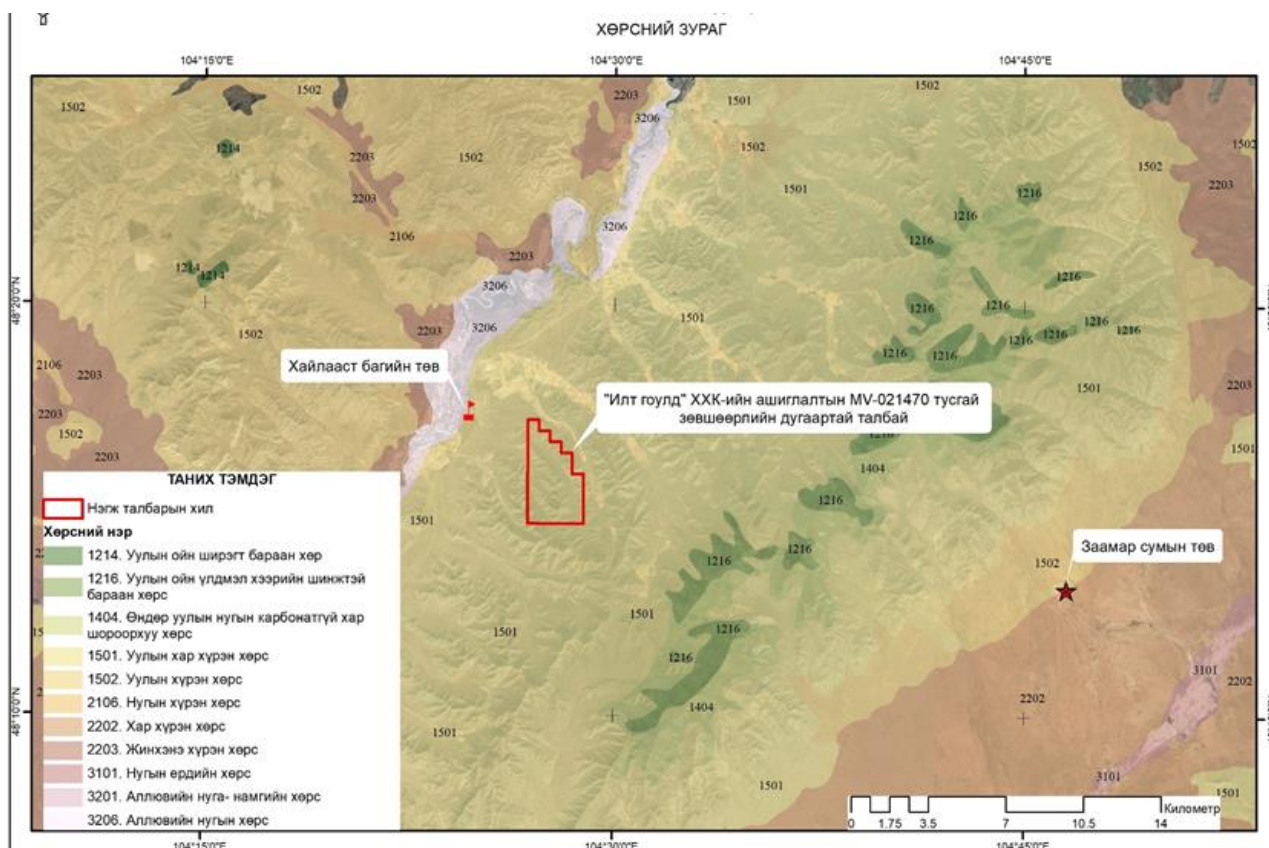 ХӨРСНИЙ ЗУРАГ
104°15'0"E 104°30'0"E 104°45'0"E
1502 1502 2203 1501 1502
3206
1502
1214 2203 1502 1502 1502
2203
1501 2203
2203 1216
1216
2106 3206 1216
2203
1214 1214 1216
3206
48°20'0"N
1216 1216
3206 1501
2203 1502 1216 1216 1216
1216 1216
2106 2203 2203
Хайлааст багийн төв
"Илт гоулд" ХХК-ийн ашиглалтын MV-021470 тусгай
зөвшөөрлийн дугаартай талбай
2203
1502 1501
2203 1404
1216
1501
Заамар сумын төв
1216 1216 1502
1501
1501 1216
1216
3101 2202
2202
1404
1501
3101
1501 1501
48°10'0"N
ТАНИХ ТЭМДЭГ
Нэгж талбарын хил
Хөрсний нэр
1214. Уулын ойн ширэгт бараан хөр
1216. Уулын ойн үлдмэл хээрийн шинжтэй
бараан хөрс
1404. Өндөр уулын нугын карбонатгүй хар
шороорхуу хөрс
1501. Уулын хар хүрэн хөрс
1502. Уулын хүрэн хөрс
2106. Нугын хүрэн хөрс
2202. Хар хүрэн хөрс
2203. Жинхэнэ хүрэн хөрс
3101. Нугын ердийн хөрс
3201. Аллювийн нуга- намгийн хөрс
3206. Аллювийн нугын хөрс
Километр
0 1.75 3.5 7 10.5 14
104°15'0"E 104°30'0"E 104°45'0"E